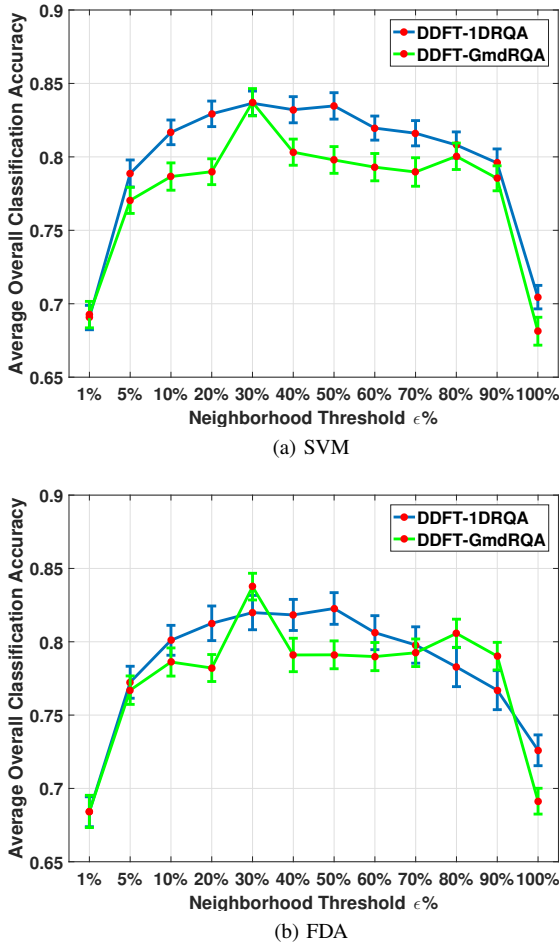 0.9
DDFT-1DRQA
DDFT-GmdRQA
0.85
0.8
0.75
0.7
0.65
Average Overall Classification Accuracy
1% 5% 10% 20% 30% 40% 50% 60% 70% 80% 90% 100%
Neighborhood Threshold ϵ%
(a) SVM
0.9
DDFT-1DRQA
DDFT-GmdRQA
0.85
0.8
0.75
0.7
0.65
Average Overall Classification Accuracy
1% 5% 10% 20% 30% 40% 50% 60% 70% 80% 90% 100%
Neighborhood Threshold ϵ%
(b) FDA